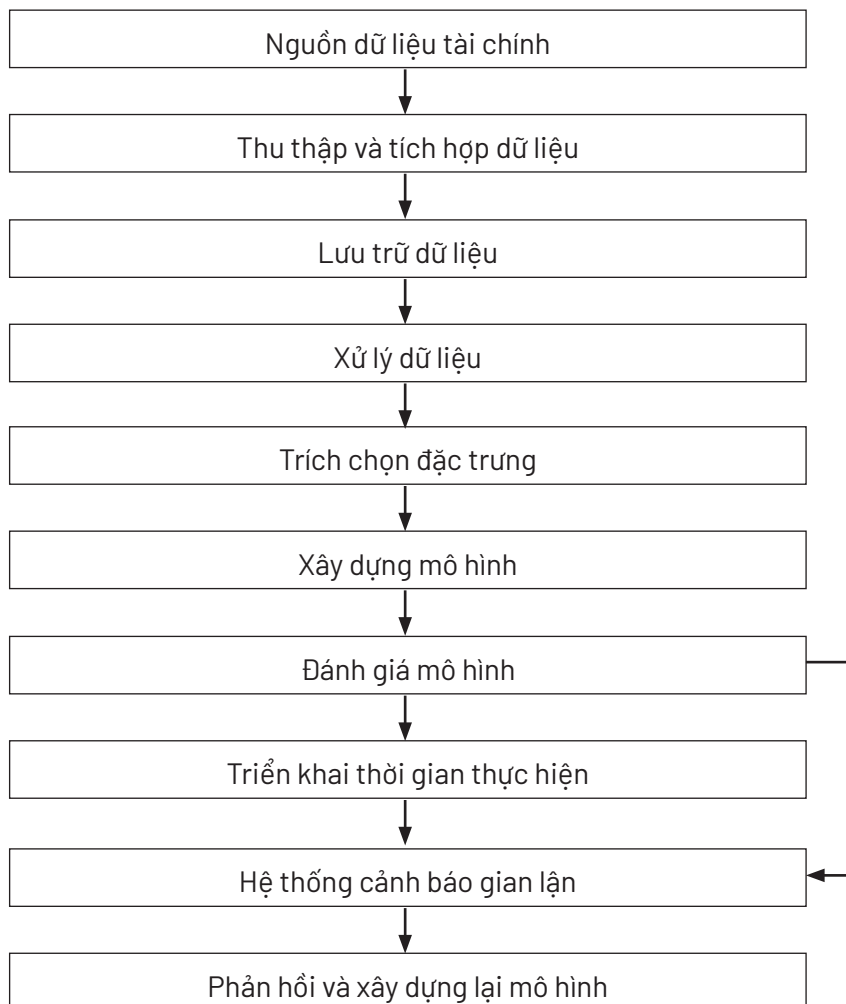 Nguồn dữ liệu tài chính
Thu thập và tích hợp dữ liệu
Lưu trữ dữ liệu
Xử lý dữ liệu
Trích chọn đặc trưng
Xây dựng mô hình
Đánh giá mô hình
Triển khai thời gian thực hiện
Hệ thống cảnh báo gian lận
Phản hồi và xây dựng lại mô hình